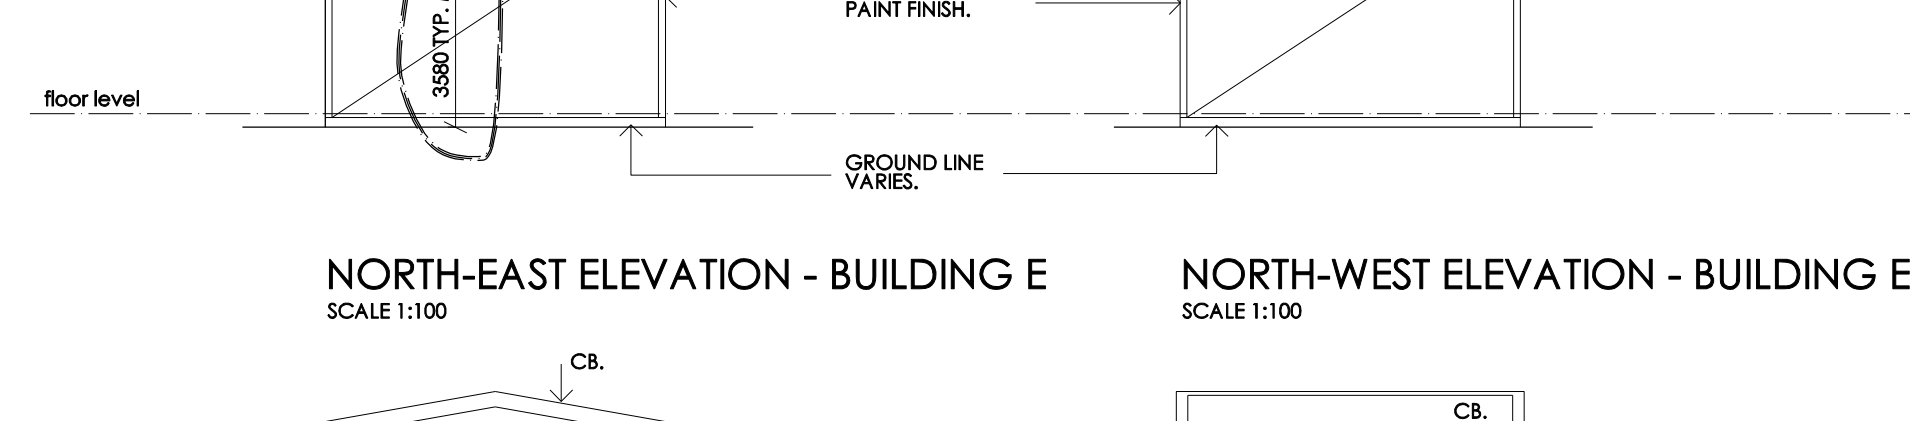 PAINT FINISH.
3580 TYP.
floor level
GROUND LINE
VARIES.
NORTH-EAST ELEVATION - BUILDING E
SCALE 1:100
NORTH-WEST ELEVATION - BUILDING E
SCALE 1:100
CB.
CB.